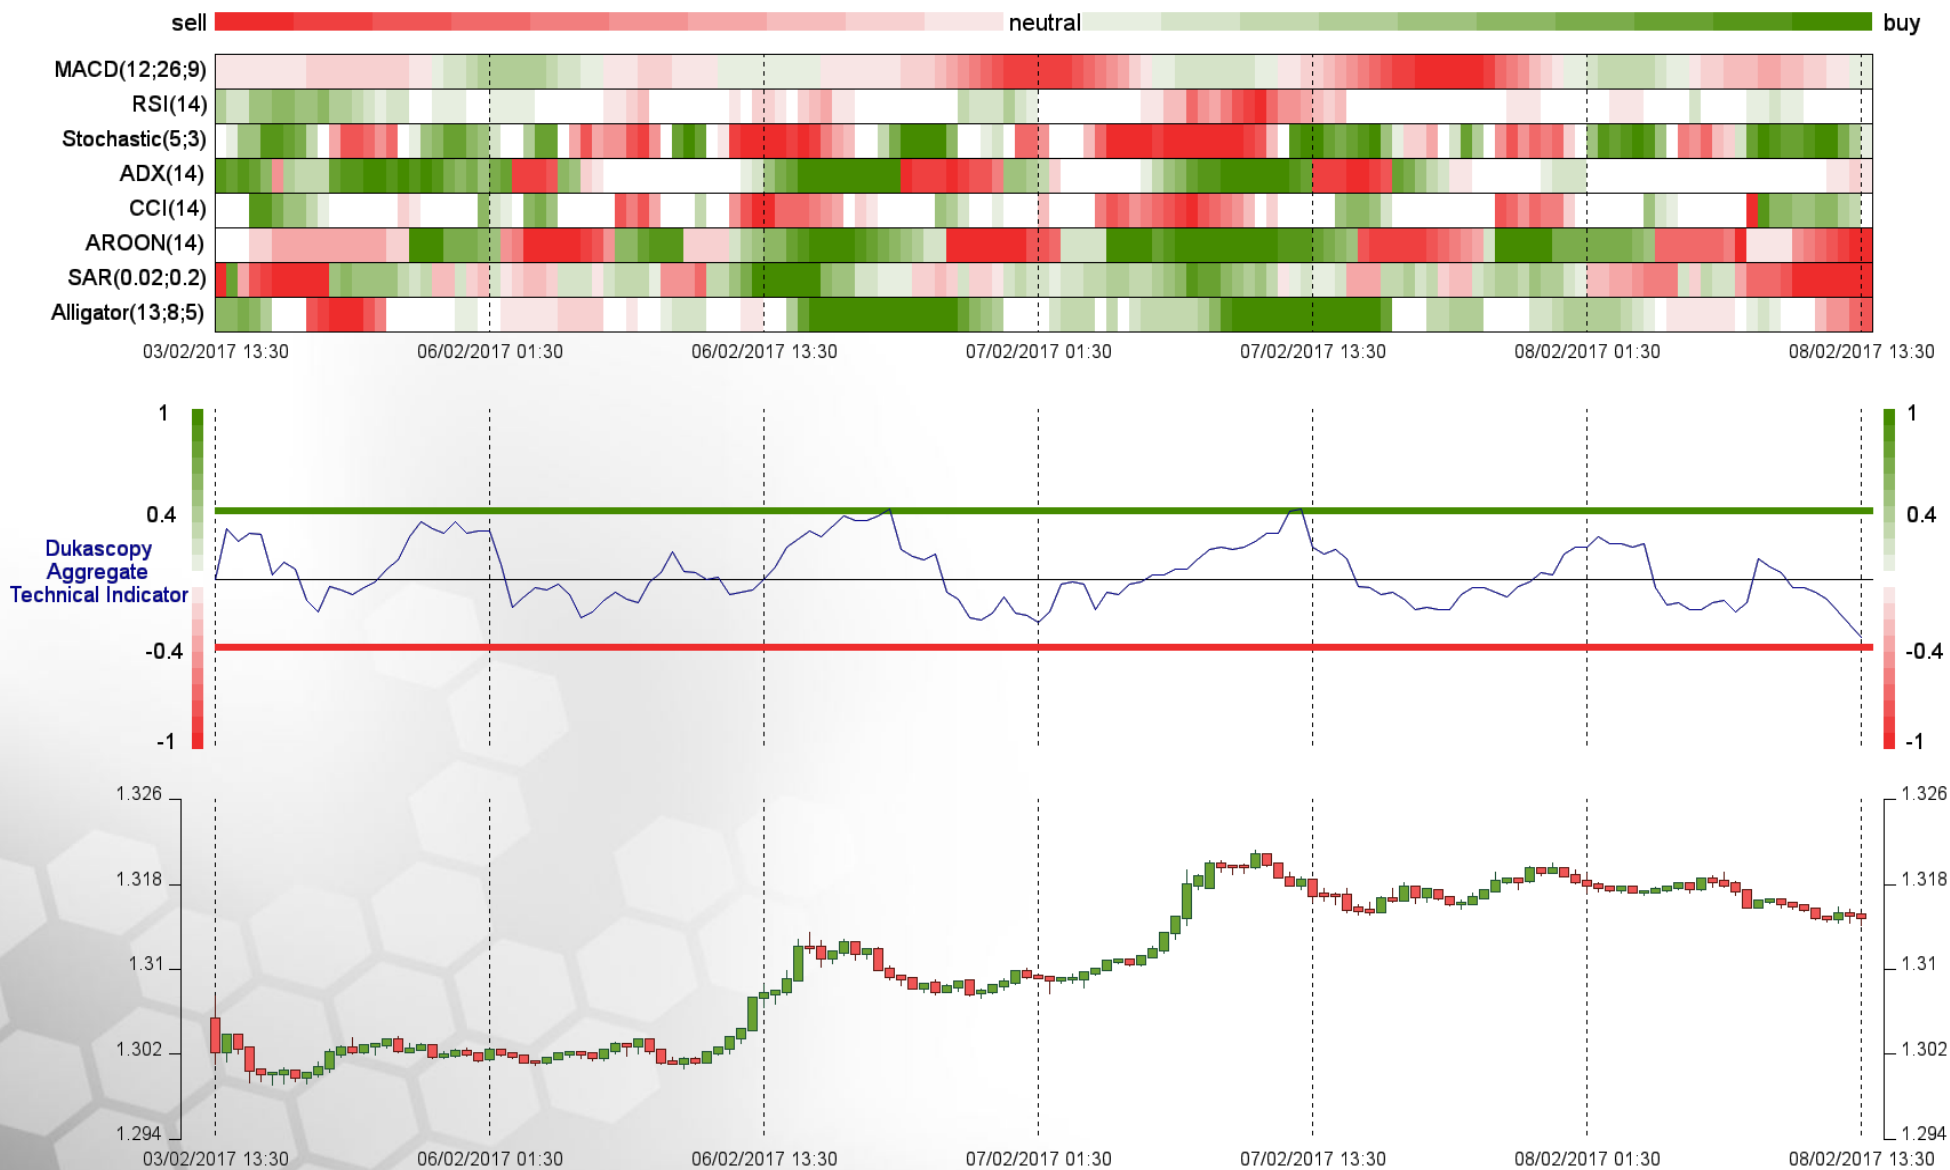 sell neutral buy
MACD(12;26;9)
RSI(14)
Stochastic(5;3)
ADX(14)
CCI(14)
AROON(14)
SAR(0.02;0.2)
Alligator(13;8;5)
03/02/2017 13:30 06/02/2017 01:30 06/02/2017 13:30 07/02/2017 01:30 07/02/2017 13:30 08/02/2017 01:30 08/02/2017 13:30
1 1
0.4 0.4
Dukascopy
Aggregate
Technical Indicator
-0.4 -0.4
-1 -1
1.326 1.326
1.318 1.318
1.31 1.31
1.302 1.302
1.294 1.294
03/02/2017 13:30 06/02/2017 01:30 06/02/2017 13:30 07/02/2017 01:30 07/02/2017 13:30 08/02/2017 01:30 08/02/2017 13:30